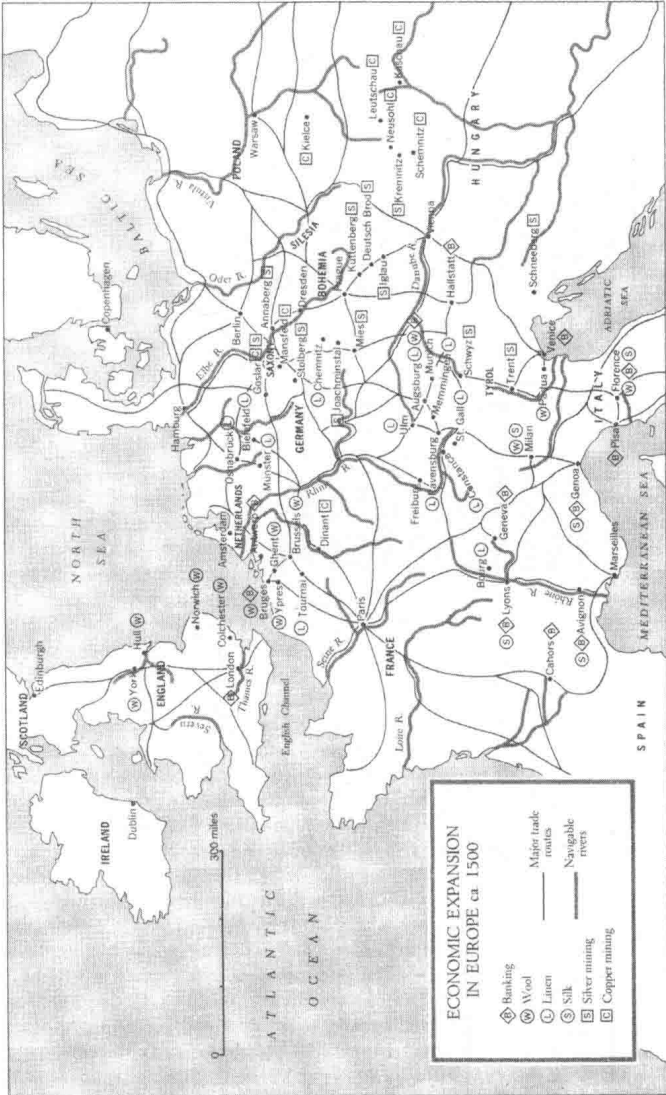 SCOTLAND
Edinburgh
NORTH
SEA
BALTIC
SEA
Copenhagen
IRELAND
Dublin
Ⓦ York
Hull Ⓦ
ENGLAND
Severn
R.
Norwich Ⓦ
Colchester Ⓦ
London
B
Thames R.
English Channel
Hamburg
Elbe R.
Berlin
Oder R.
Vistula R.
POLAND
Warsaw
C Kielce
Amsterdam
NETHERLANDS
Osnabruck L
Bielefeld L
Munster L
Goslar C S
SAXONY
Annaberg S
Mansfeld C
Dresden
SILESIA
Antwerp
Bruges
W B
Ghent W
Ypres
W
Brussels W
Tournai
L
Dinant C
Rhine R.
GERMANY
Stolberg S
Chemnitz
L
Joachimstal
S
BOHEMIA
Prague
Kuttenberg S
Deutsch Brod S
Iglau
S
Mies S
Leutschau C
Kaschau C
Neusohl C
Kremnitz
S
Schemnitz C
Seine R.
Paris
FRANCE
Loire R.
Ulm
L
Augsburg L W
B
Munich
Memmingen L
Ravensburg
L
Freiburg
Constance
L
St. Gall L
Schwyz S
Danube R.
Vienna
HUNGARY
Hallstatt B
Geneva B
Bourg L
Lyons
S B
Rhone R.
TYROL
Trent S
Schneeberg S
Milan
W S
Padua
W
Venice
B
ADRIATIC
SEA
Cahors B
Avignon
S B
Marseilles
Genoa
S B
ITALY
Pisa
B
Florence
W B S
SPAIN
MEDITERRANEAN SEA
ATLANTIC
OCEAN
0 300 miles
ECONOMIC EXPANSION
IN EUROPE ca 1500
B Banking
W Wool
L Linen
S Silk
S Silver mining
C Copper mining
Major trade
routes
Navigable
rivers